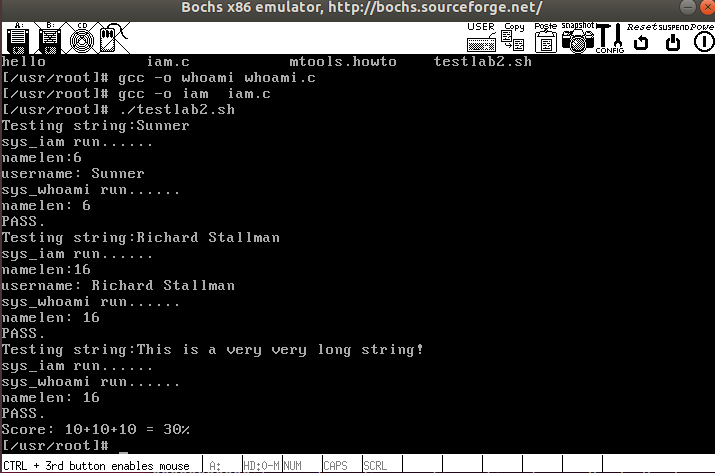 Bochs x86 emulator, http://bochs.sourceforge.net/
A: B: CD USER Copy Paste snapshot CONFIG Reset SUSPEND Powe
hello iam.c mtools.howto testlab2.sh
[/usr/root]# gcc -o whoami whoami.c
[/usr/root]# gcc -o iam  iam.c
[/usr/root]# ./testlab2.sh
Testing string:Sunner
sys_iam run......
namelen:6
username: Sunner
sys_whoami run......
namelen: 6
PASS.
Testing string:Richard Stallman
sys_iam run......
namelen:16
username: Richard Stallman
sys_whoami run......
namelen: 16
PASS.
Testing string:This is a very very long string!
sys_iam run......
sys_whoami run......
namelen: 16
PASS.
Score: 10+10+10 = 30%
[/usr/root]# _
CTRL + 3rd button enables mouse A: HD:0-M NUM CAPS SCRL